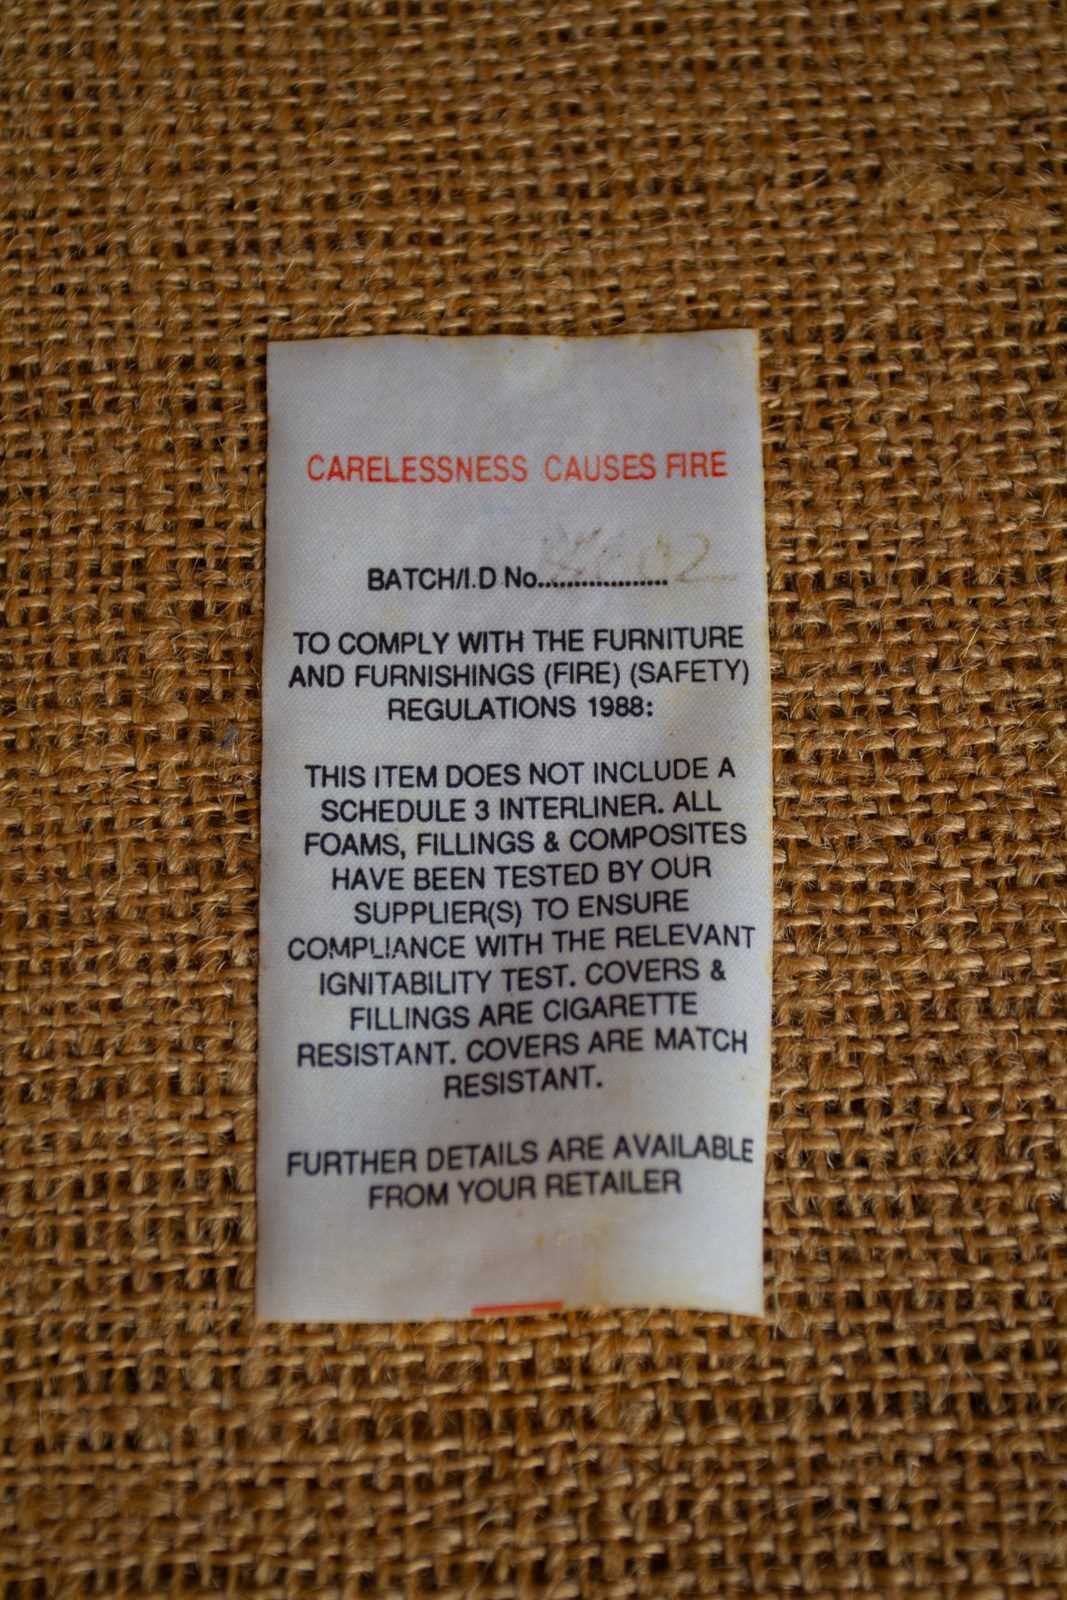 CARELESSNESS CAUSES FIRE
BATCH/I.D No..................
TO COMPLY WITH THE FURNITURE
AND FURNISHINGS (FIRE) (SAFETY)
REGULATIONS 1988:
THIS ITEM DOES NOT INCLUDE A
SCHEDULE 3 INTERLINER. ALL
FOAMS, FILLINGS & COMPOSITES
HAVE BEEN TESTED BY OUR
SUPPLIER(S) TO ENSURE
COMPLIANCE WITH THE RELEVANT
IGNITABILITY TEST. COVERS &
FILLINGS ARE CIGARETTE
RESISTANT. COVERS ARE MATCH
RESISTANT.
FURTHER DETAILS ARE AVAILABLE
FROM YOUR RETAILER